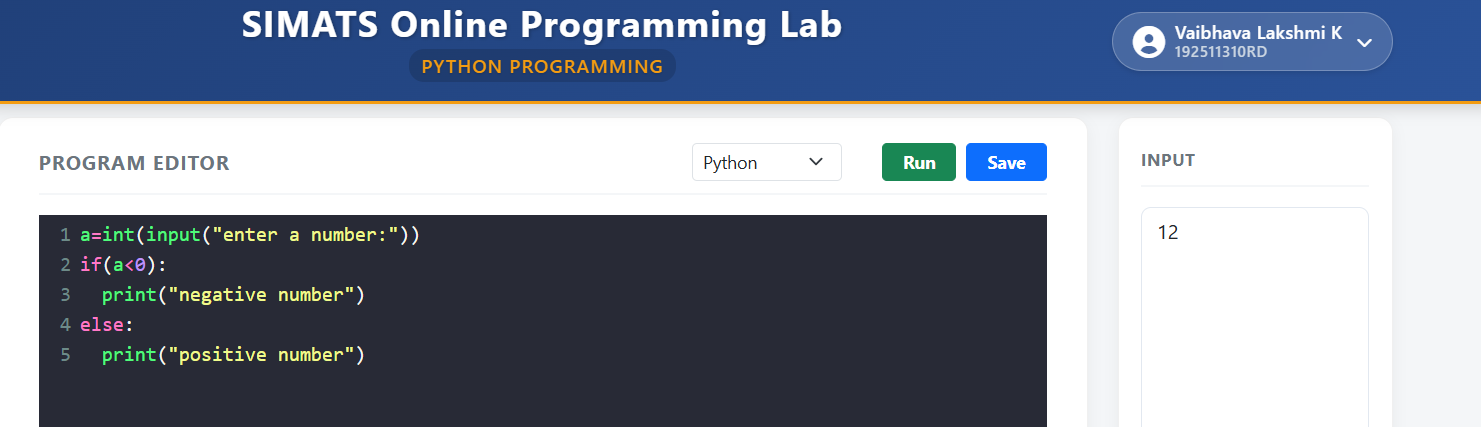 SIMATS Online Programming Lab
PYTHON PROGRAMMING
Vaibhava Lakshmi K
192511310RD
PROGRAM EDITOR
Python
Run
Save
1 a=int(input("enter a number:"))
2 if(a<0):
3   print("negative number")
4 else:
5   print("positive number")
INPUT
12